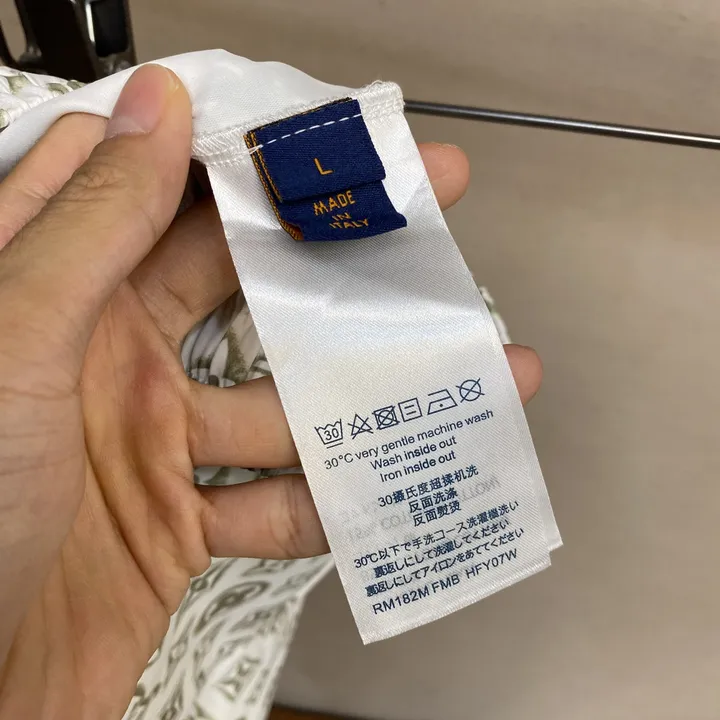 L
MADE
IN
ITALY
30
30°C very gentle machine wash
Wash inside out
Iron inside out
30摄氏度超揉机洗
反面洗涤
反面熨烫
30℃以下で手洗コース洗濯機洗い
裏返しにして洗濯してください
裏返しにしてアイロンをあててください
RM182M FMB HFY07W